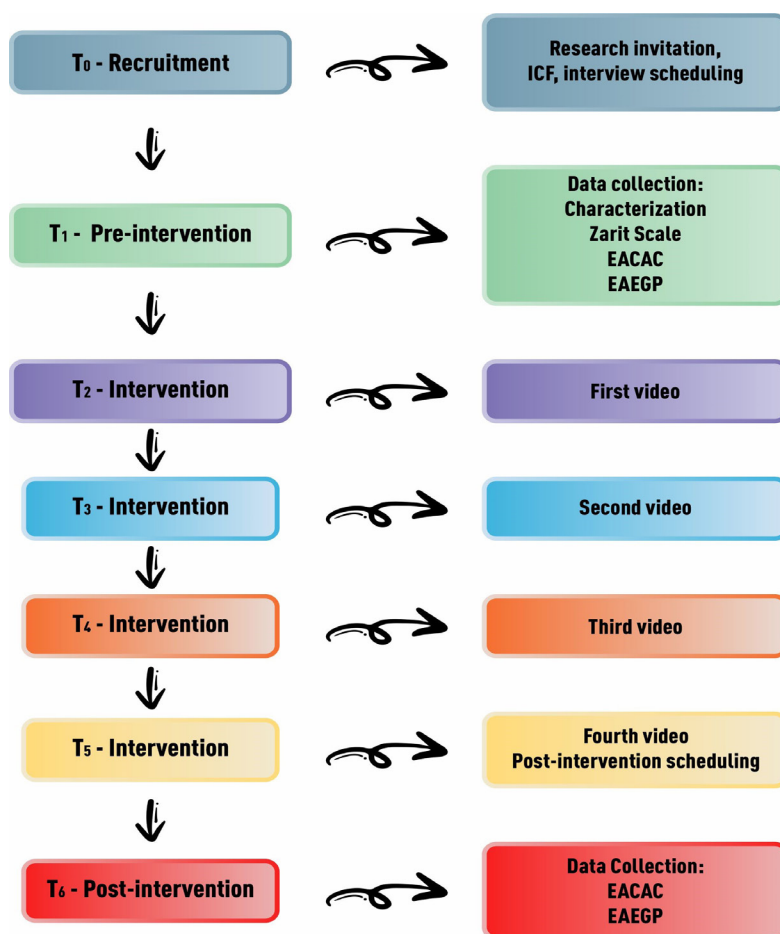 T0 - Recruitment
Research invitation,
ICF, interview scheduling
T1 - Pre-intervention
Data collection:
Characterization
Zarit Scale
EACAC
EAEGP
T2 - Intervention
First video
T3 - Intervention
Second video
T4 - Intervention
Third video
T5 - Intervention
Fourth video
Post-intervention scheduling
T6 - Post-intervention
Data Collection:
EACAC
EAEGP